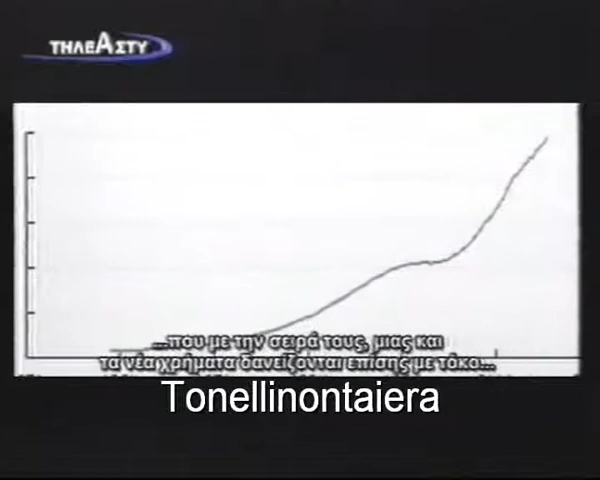 ΤΗΛΕΑΣΤΥ
...που με την σειρά τους, μιας και
τα νέα χρήματα δανείζονται επίσης με τόκο...
Tonellinontaiera